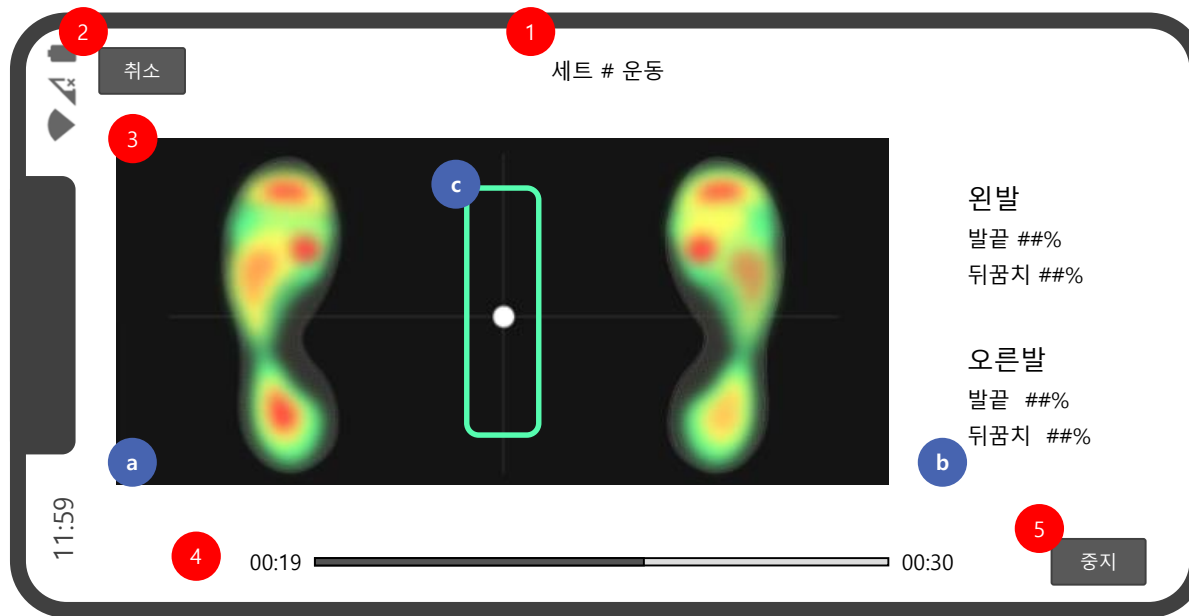 2
1
취소
세트 # 운동
3
c
왼발
발끝 ##%
뒤꿈치 ##%
오른발
발끝 ##%
뒤꿈치 ##%
a
b
11:59
4
00:19
00:30
5
중지